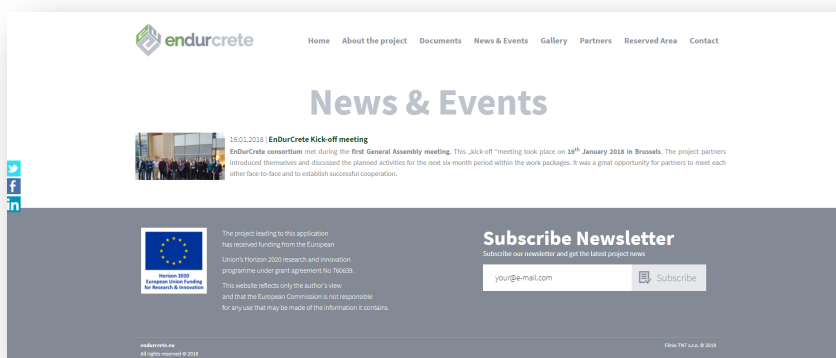 endurcrete
Home About the project Documents News & Events Gallery Partners Reserved Area Contact
News & Events
16.01.2018 | EnDurCrete Kick-off meeting
EnDurCrete consortium met during the first General Assembly meeting. This „kick-off “meeting took place on 16th January 2018 in Brussels. The project partners
introduced themselves and discussed the planned activities for the next six-month period within the work packages. It was a great opportunity for partners to meet each
other face-to-face and to establish successful cooperation.
Horizon 2020
European Union Funding
for Research & Innovation
The project leading to this application
has received funding from the European
Union's Horizon 2020 research and innovation
programme under grant agreement No 760639.
This website reflects only the author's view
and that the European Commission is not responsible
for any use that may be made of the information it contains.
Subscribe Newsletter
Subscribe our newsletter and get the latest project news
your@e-mail.com Subscribe
endurcrete.eu
All rights reserved © 2018
Fénix TNT s.r.o. © 2018